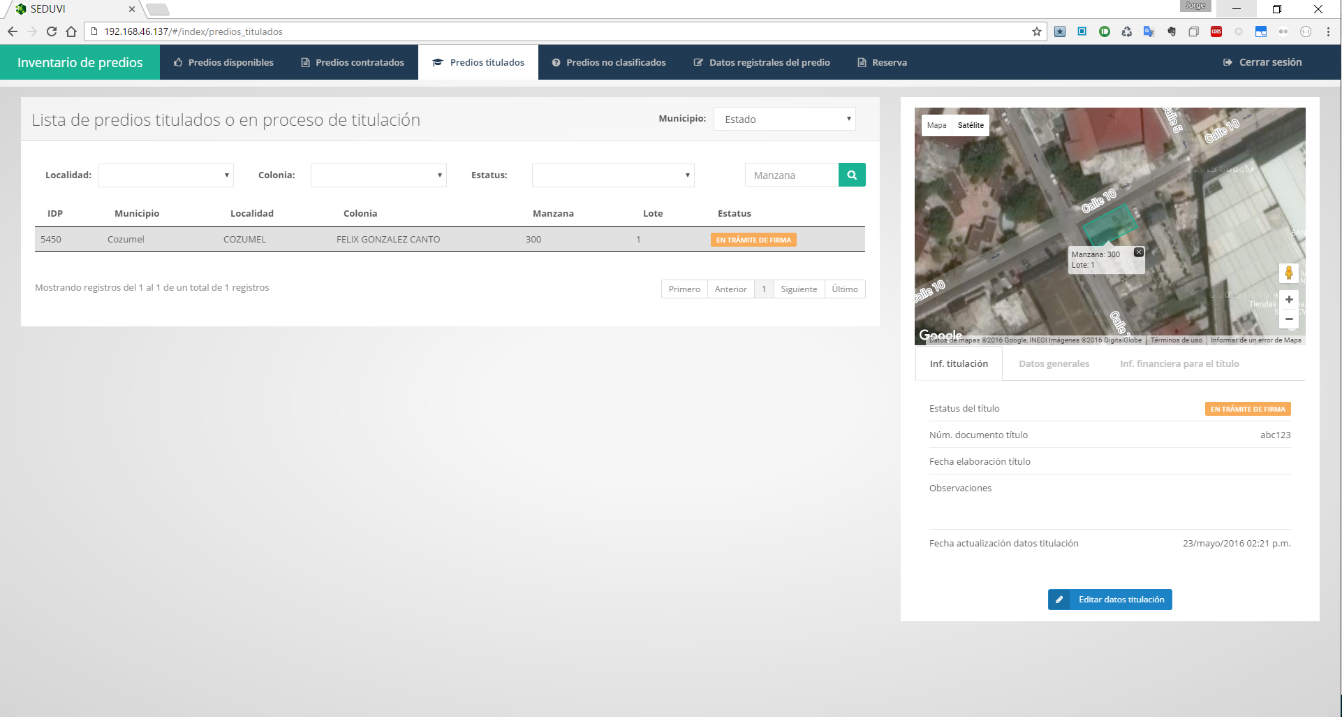 SEDUVI
Jorge
192.168.46.137/#/index/predios_titulados
Inventario de predios
Predios disponibles
Predios contratados
Predios titulados
Predios no clasificados
Datos registrales del predio
Reserva
Cerrar sesión
Lista de predios titulados o en proceso de titulación
Municipio: Estado
Localidad: Colonia: Estatus: Manzana
IDP Municipio Localidad Colonia Manzana Lote Estatus
5450 Cozumel COZUMEL FELIX GONZALEZ CANTO 300 1 EN TRÁMITE DE FIRMA
Mostrando registros del 1 al 1 de un total de 1 registros
Primero Anterior 1 Siguiente Último
Mapa Satélite
Calle 5
Calle 10
Calle 10
Manzana: 300
Lote: 1
Calle 10
Tiendas
Google
Datos de mapas ©2016 Google, INEGI Imágenes ©2016 DigitalGlobe Términos de uso Informar de un error de Maps
Inf. titulación Datos generales Inf. financiera para el título
Estatus del título EN TRÁMITE DE FIRMA
Núm. documento título abc123
Fecha elaboración título
Observaciones
Fecha actualización datos titulación 23/mayo/2016 02:21 p.m.
Editar datos titulación